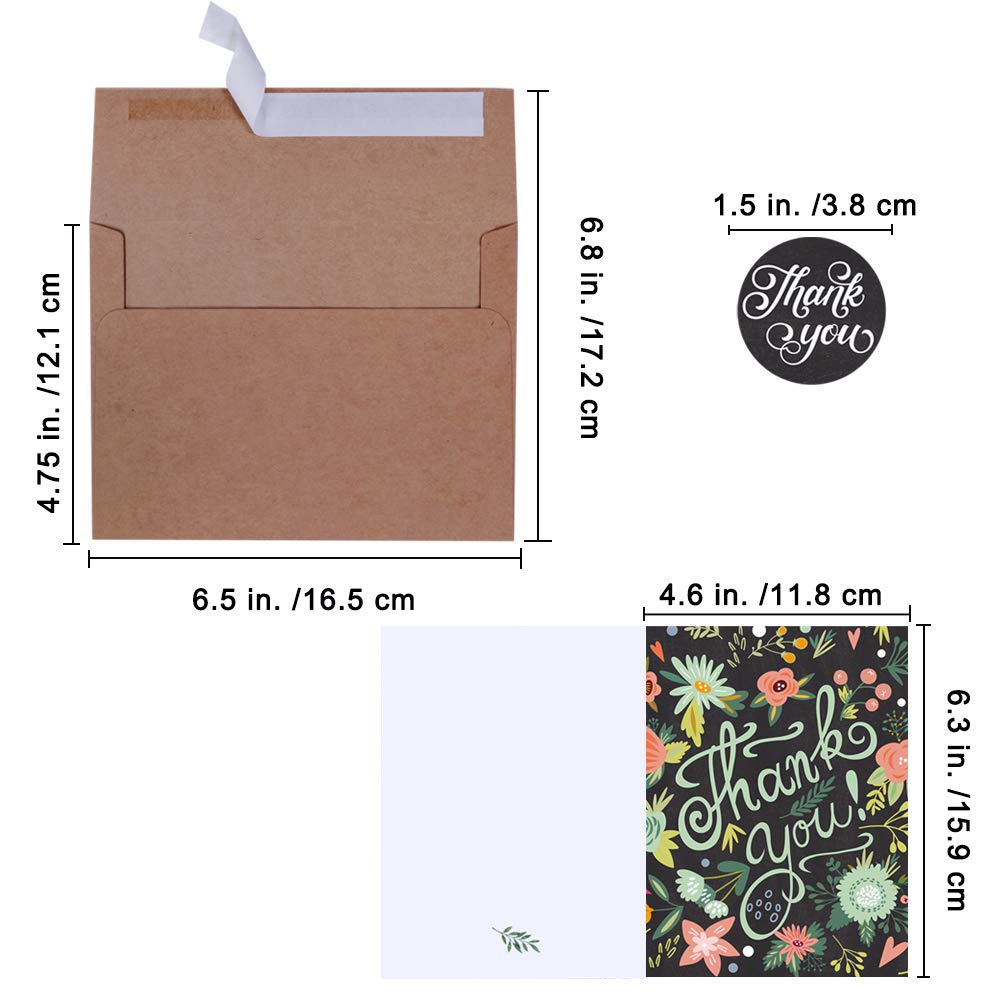 1.5 in. /3.8 cm
Thank
you
6.8 in. /17.2 cm
4.75 in. /12.1 cm
6.5 in. /16.5 cm
4.6 in. /11.8 cm
Thank
you!
6.3 in. /15.9 cm